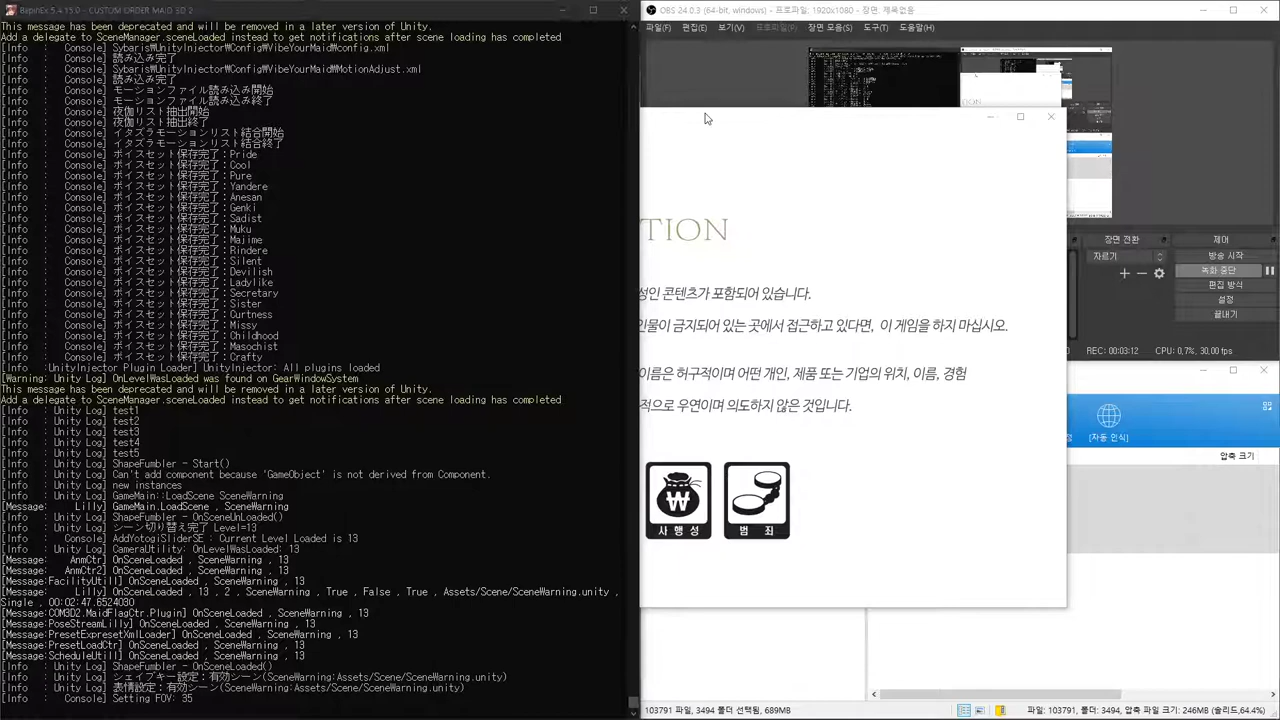 BepInEx 5.4.15.0 - CUSTOM ORDER MAID 3D 2
This message has been deprecated and will be removed in a later version of Unity.
Add a delegate to SceneManager.sceneLoaded instead to get notifications after scene loading has completed
[Info : Console] Sybaris\UnityInjector\Config\VibeYourMaid\config.xml
[Info : Console] 読み込み完了
[Info : Console] モーションファイル読み込み開始
[Info : Console] モーションファイル読み込み終了
[Info : Console] 夜伽リスト抽出開始
[Info : Console] 夜伽リスト抽出終了
[Info : Console] イタズラモーションリスト結合開始
[Info : Console] イタズラモーションリスト結合終了
[Info : Console] ボイスセット保存完了：Pride
[Info : Console] ボイスセット保存完了：Cool
[Info : Console] ボイスセット保存完了：Pure
[Info : Console] ボイスセット保存完了：Yandere
[Info : Console] ボイスセット保存完了：Anesan
[Info : Console] ボイスセット保存完了：Genki
[Info : Console] ボイスセット保存完了：Sadist
[Info : Console] ボイスセット保存完了：Muku
[Info : Console] ボイスセット保存完了：Majime
[Info : Console] ボイスセット保存完了：Rindere
[Info : Console] ボイスセット保存完了：Silent
[Info : Console] ボイスセット保存完了：Devilish
[Info : Console] ボイスセット保存完了：Ladylike
[Info : Console] ボイスセット保存完了：Secretary
[Info : Console] ボイスセット保存完了：Sister
[Info : Console] ボイスセット保存完了：Curtness
[Info : Console] ボイスセット保存完了：Missy
[Info : Console] ボイスセット保存完了：Childhood
[Info : Console] ボイスセット保存完了：Masochist
[Info : Console] ボイスセット保存完了：Crafty
[Info :UnityInjector Plugin Loader] UnityInjector: All plugins loaded
[Warning: Unity Log] OnLevelWasLoaded was found on GearWindowSystem
This message has been deprecated and will be removed in a later version of Unity.
Add a delegate to SceneManager.sceneLoaded instead to get notifications after scene loading has completed
[Info : Unity Log] test1
[Info : Unity Log] test2
[Info : Unity Log] test3
[Info : Unity Log] test4
[Info : Unity Log] test5
[Info : Unity Log] ShapeFumbler - Start()
[Info : Unity Log] Can't add component because 'GameObject' is not derived from Component.
[Info : Unity Log] new instances
[Info : Unity Log] GameMain::LoadScene SceneWarning
[Message: Lilly] GameMain.LoadScene , SceneWarning
[Info : Unity Log] ShapeFumbler - OnSceneUnLoaded()
[Info : Unity Log] シーン切り替え完了 Level=13
[Info : Console] AddYotogiSliderSE : Current Level Loaded is 13
[Info : Unity Log] CameraUtility: OnLevelWasLoaded: 13
[Message: AnmCtr] OnSceneLoaded , SceneWarning , 13
[Message: AnmCtr2] OnSceneLoaded , SceneWarning , 13
[Message:FacilityUtill] OnSceneLoaded , SceneWarning , 13
[Message: Lilly] OnSceneLoaded , 13 , 2 , SceneWarning , True , False , True , Assets/Scene/SceneWarning.unity ,
Single , 00:02:47.6524030
[Message:COM3D2.MaidFlagCtr.Plugin] OnSceneLoaded , SceneWarning , 13
[Message:PoseStreamLilly] OnSceneLoaded , SceneWarning , 13
[Message:PresetExpresetXmlLoader] OnSceneLoaded , SceneWarning , 13
[Message:PresetLoadCtr] OnSceneLoaded , SceneWarning , 13
[Message:ScheduleUtill] OnSceneLoaded , SceneWarning , 13
[Info : Unity Log] ShapeFumbler - OnSceneLoaded()
[Info : Unity Log] シェイプキー設定：有効シーン(SceneWarning:Assets/Scene/SceneWarning.unity)
[Info : Unity Log] 表情設定：有効シーン(SceneWarning:Assets/Scene/SceneWarning.unity)
[Info : Console] Setting FOV: 35
OBS 24.0.3 (64-bit, windows) - 프로파일: 1920x1080 - 장면: 제목없음
파일(F) 편집(E) 보기(V) 프로파일(P) 장면 모음(S) 도구(T) 도움말(H)
TION
성인 콘텐츠가 포함되어 있습니다.
인물이 금지되어 있는 곳에서 접근하고 있다면, 이 게임을 하지 마십시오.
이름은 허구적이며 어떤 개인, 제품 또는 기업의 위치, 이름, 경험
적으로 우연이며 의도하지 않은 것입니다.
사행성
범 죄
장면 전환
자르기
제어
방송 시작
녹화 중단
편집 방식
설정
끝내기
REC: 00:03:12
CPU: 0.7%, 30,00 fps
[자동 인식]
압축 크기
103791 파일, 3494 폴더 선택됨, 689MB
파일: 103791, 폴더: 3494, 압축 파일 크기: 246MB (솔리드,64.4%)